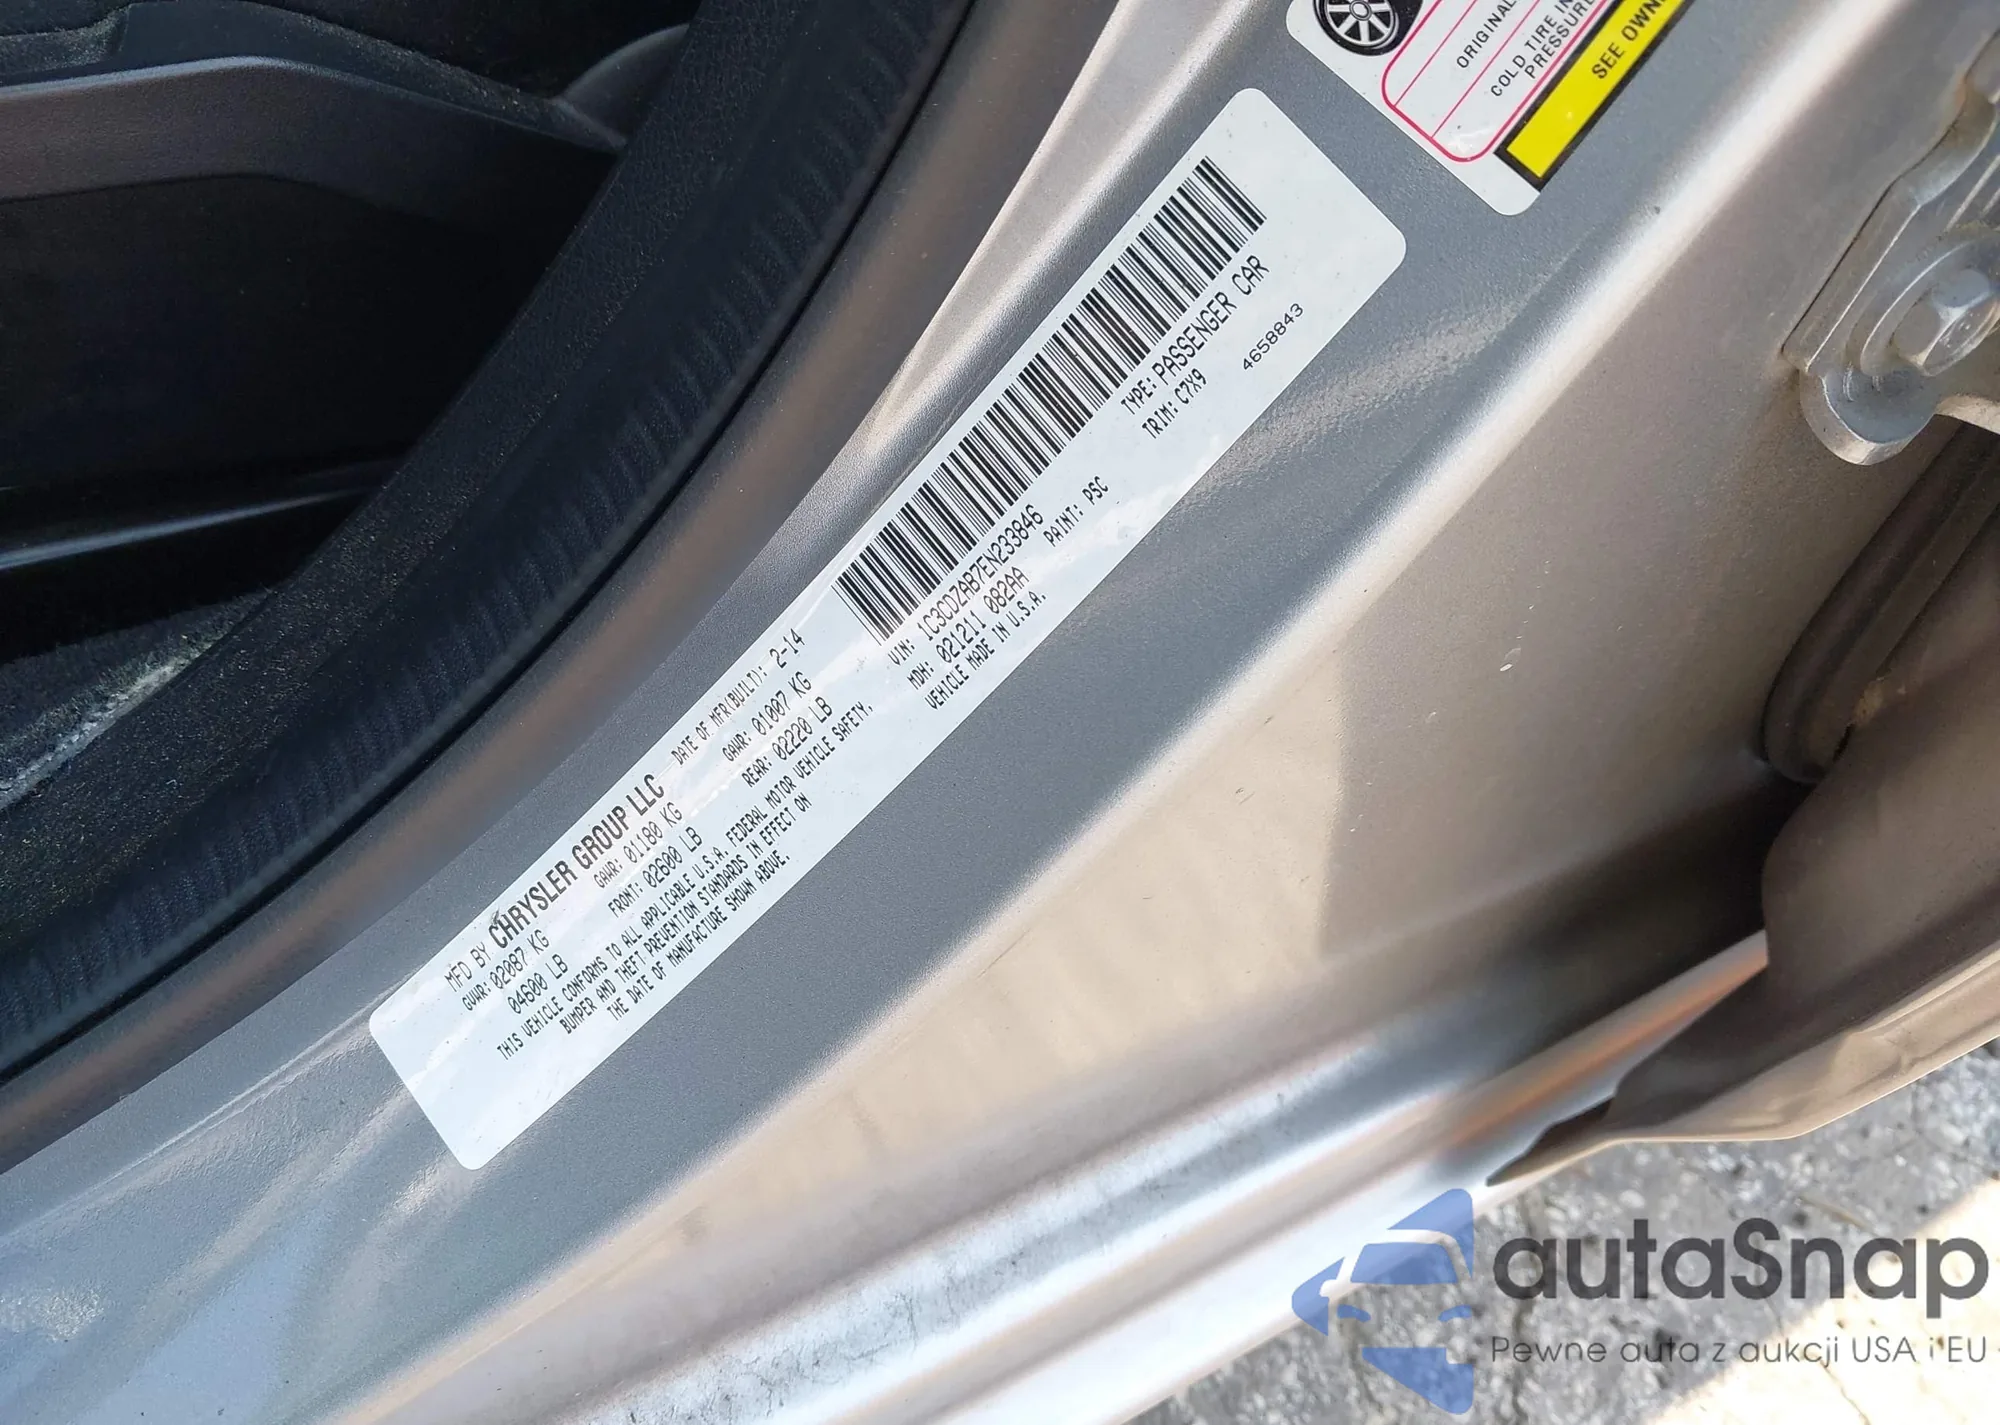 ORIGINAL
COLD TIRE
PRESSURE
SEE
MFD BY CHRYSLER GROUP LLC DATE OF MFR(BUILT): 2-14
GVWR: 02087 KG GAWR: 01180 KG GAWR: 01007 KG
04600 LB FRONT: 02600 LB REAR: 02220 LB
THIS VEHICLE CONFORMS TO ALL APPLICABLE U.S.A. FEDERAL MOTOR VEHICLE SAFETY,
BUMPER AND THEFT PREVENTION STANDARDS IN EFFECT ON
THE DATE OF MANUFACTURE SHOWN ABOVE.
VIN: 1C3CDZAB7EN233846 TYPE: PASSENGER CAR
MDH: 021211 082AA PAINT: PSC TRIM: C7X9
VEHICLE MADE IN U.S.A. 4658843
autaSnap
Pewne auta z aukcji USA i EU